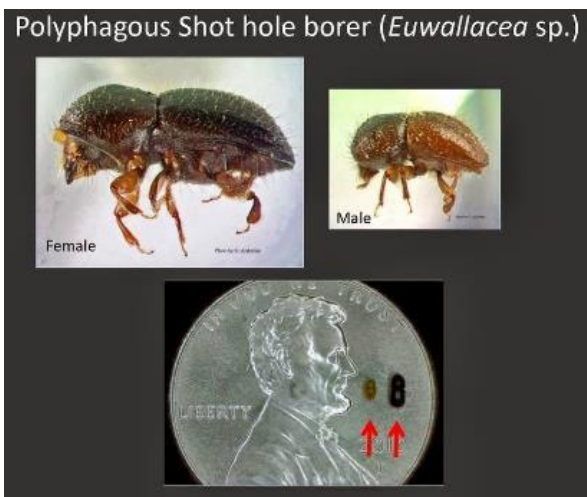 Polyphagous Shot hole borer (Euwallacea sp.)
Female
Male
IN GOD WE TRUST
LIBERTY